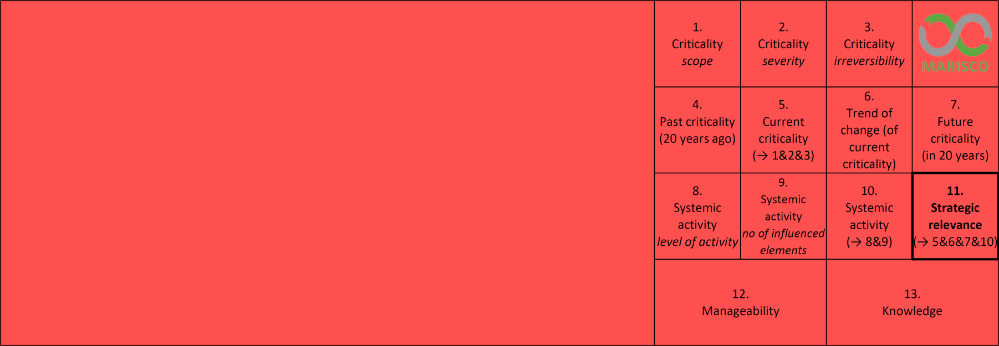 1.
Criticality
scope
2.
Criticality
severity
3.
Criticality
irreversibility
MARISCO
4.
Past criticality
(20 years ago)
5.
Current
criticality
(→ 1&2&3)
6.
Trend of
change (of
current
criticality)
7.
Future
criticality
(in 20 years)
8.
Systemic
activity
level of activity
9.
Systemic
activity
no of influenced
elements
10.
Systemic
activity
(→ 8&9)
11.
Strategic
relevance
(→ 5&6&7&10)
12.
Manageability
13.
Knowledge